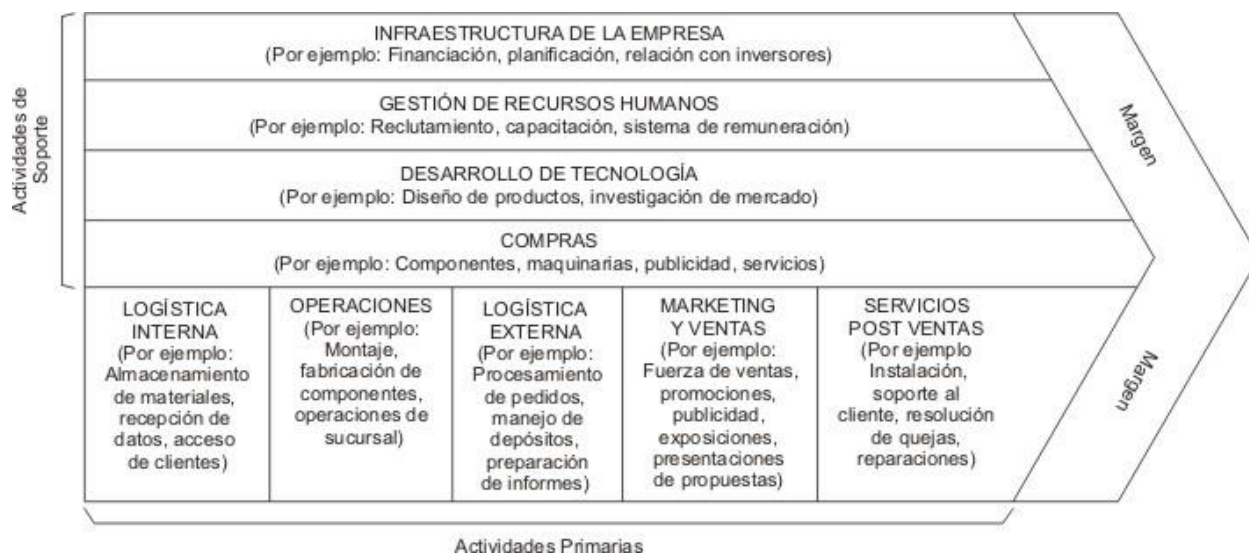 Actividades de
Soporte
INFRAESTRUCTURA DE LA EMPRESA
(Por ejemplo: Financiación, planificación, relación con inversores)
GESTIÓN DE RECURSOS HUMANOS
(Por ejemplo: Reclutamiento, capacitación, sistema de remuneración)
DESARROLLO DE TECNOLOGÍA
(Por ejemplo: Diseño de productos, investigación de mercado)
COMPRAS
(Por ejemplo: Componentes, maquinarias, publicidad, servicios)
Margen
LOGÍSTICA
INTERNA
(Por ejemplo:
Almacenamiento
de materiales,
recepción de
datos, acceso
de clientes)
OPERACIONES
(Por ejemplo:
Montaje,
fabricación de
componentes,
operaciones de
sucursal)
LOGÍSTICA
EXTERNA
(Por ejemplo:
Procesamiento
de pedidos,
manejo de
depósitos,
preparación
de informes)
MARKETING
Y VENTAS
(Por ejemplo:
Fuerza de ventas,
promociones,
publicidad,
exposiciones,
presentaciones
de propuestas)
SERVICIOS
POST VENTAS
(Por ejemplo
Instalación,
soporte al
cliente, resolución
de quejas,
reparaciones)
Margen
Actividades Primarias